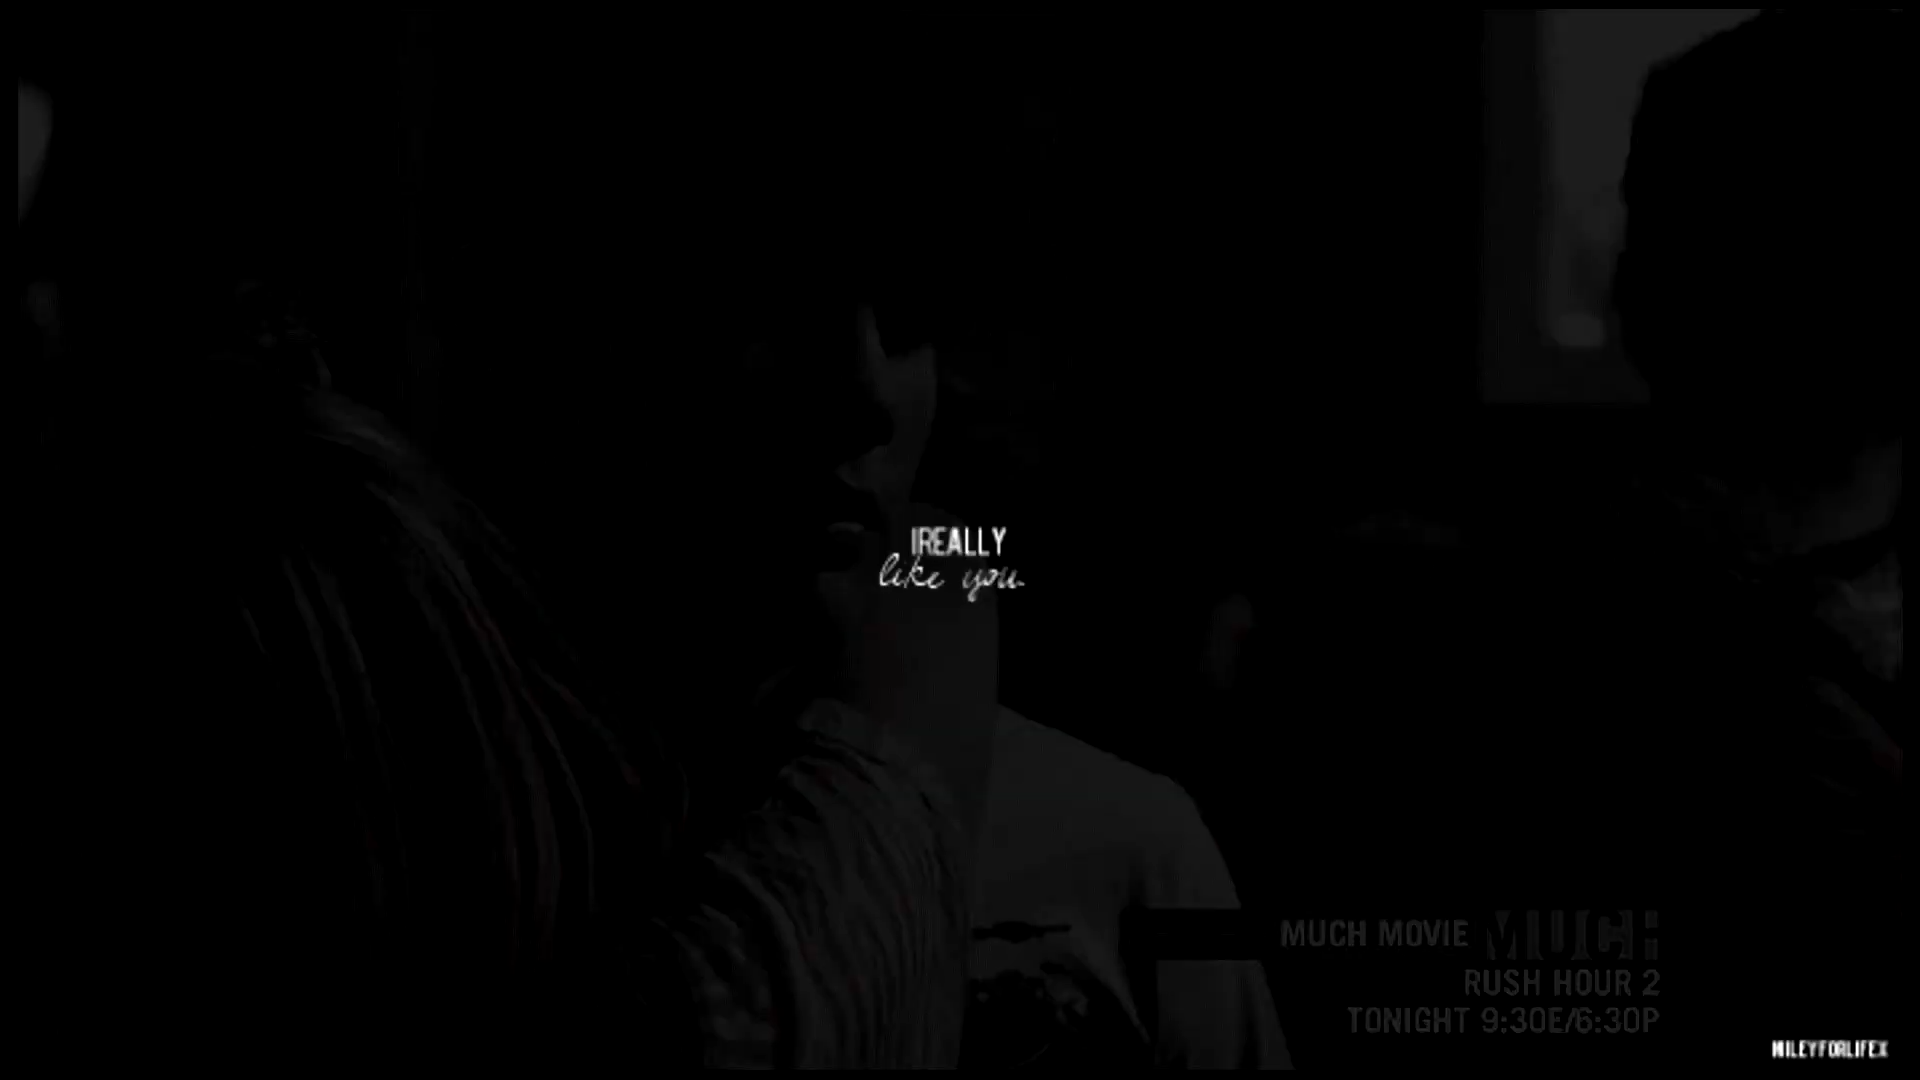 IREALLY
like you
MUCH MOVIE MUCH
RUSH HOUR 2
TONIGHT 9:30E/6:30P
MILEYFORLIFEX